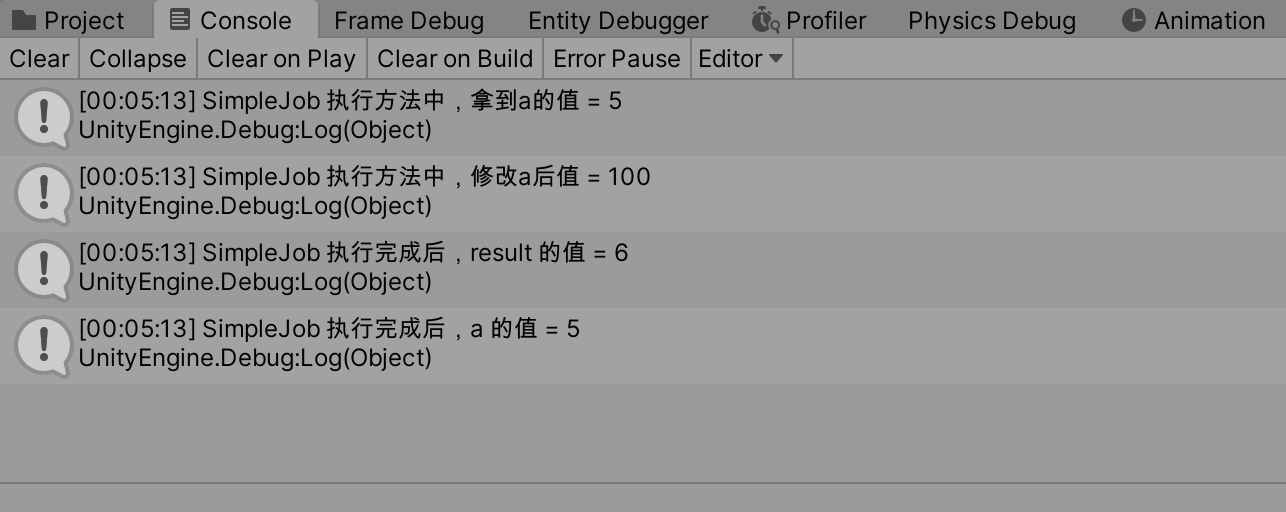 Project Console Frame Debug Entity Debugger Profiler Physics Debug Animation
Clear Collapse Clear on Play Clear on Build Error Pause Editor
[00:05:13] SimpleJob 执行方法中，拿到a的值 = 5
UnityEngine.Debug:Log(Object)
[00:05:13] SimpleJob 执行方法中，修改a后值 = 100
UnityEngine.Debug:Log(Object)
[00:05:13] SimpleJob 执行完成后，result 的值 = 6
UnityEngine.Debug:Log(Object)
[00:05:13] SimpleJob 执行完成后，a 的值 = 5
UnityEngine.Debug:Log(Object)